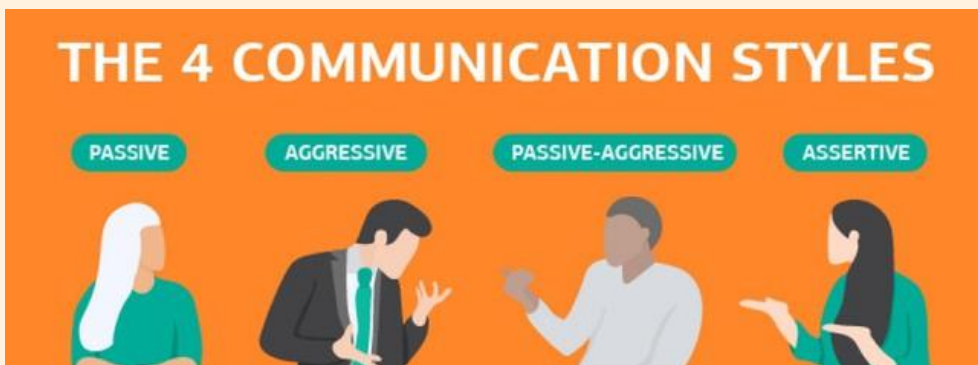 THE 4 COMMUNICATION STYLES
PASSIVE
AGGRESSIVE
PASSIVE-AGGRESSIVE
ASSERTIVE